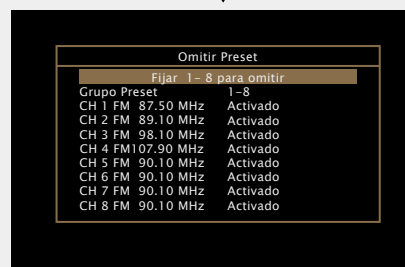 Omitir Preset
Fijar 1– 8 para omitir
Grupo Preset 1–8
CH 1 FM 87.50 MHz Activado
CH 2 FM 89.10 MHz Activado
CH 3 FM 98.10 MHz Activado
CH 4 FM107.90 MHz Activado
CH 5 FM 90.10 MHz Activado
CH 6 FM 90.10 MHz Activado
CH 7 FM 90.10 MHz Activado
CH 8 FM 90.10 MHz Activado